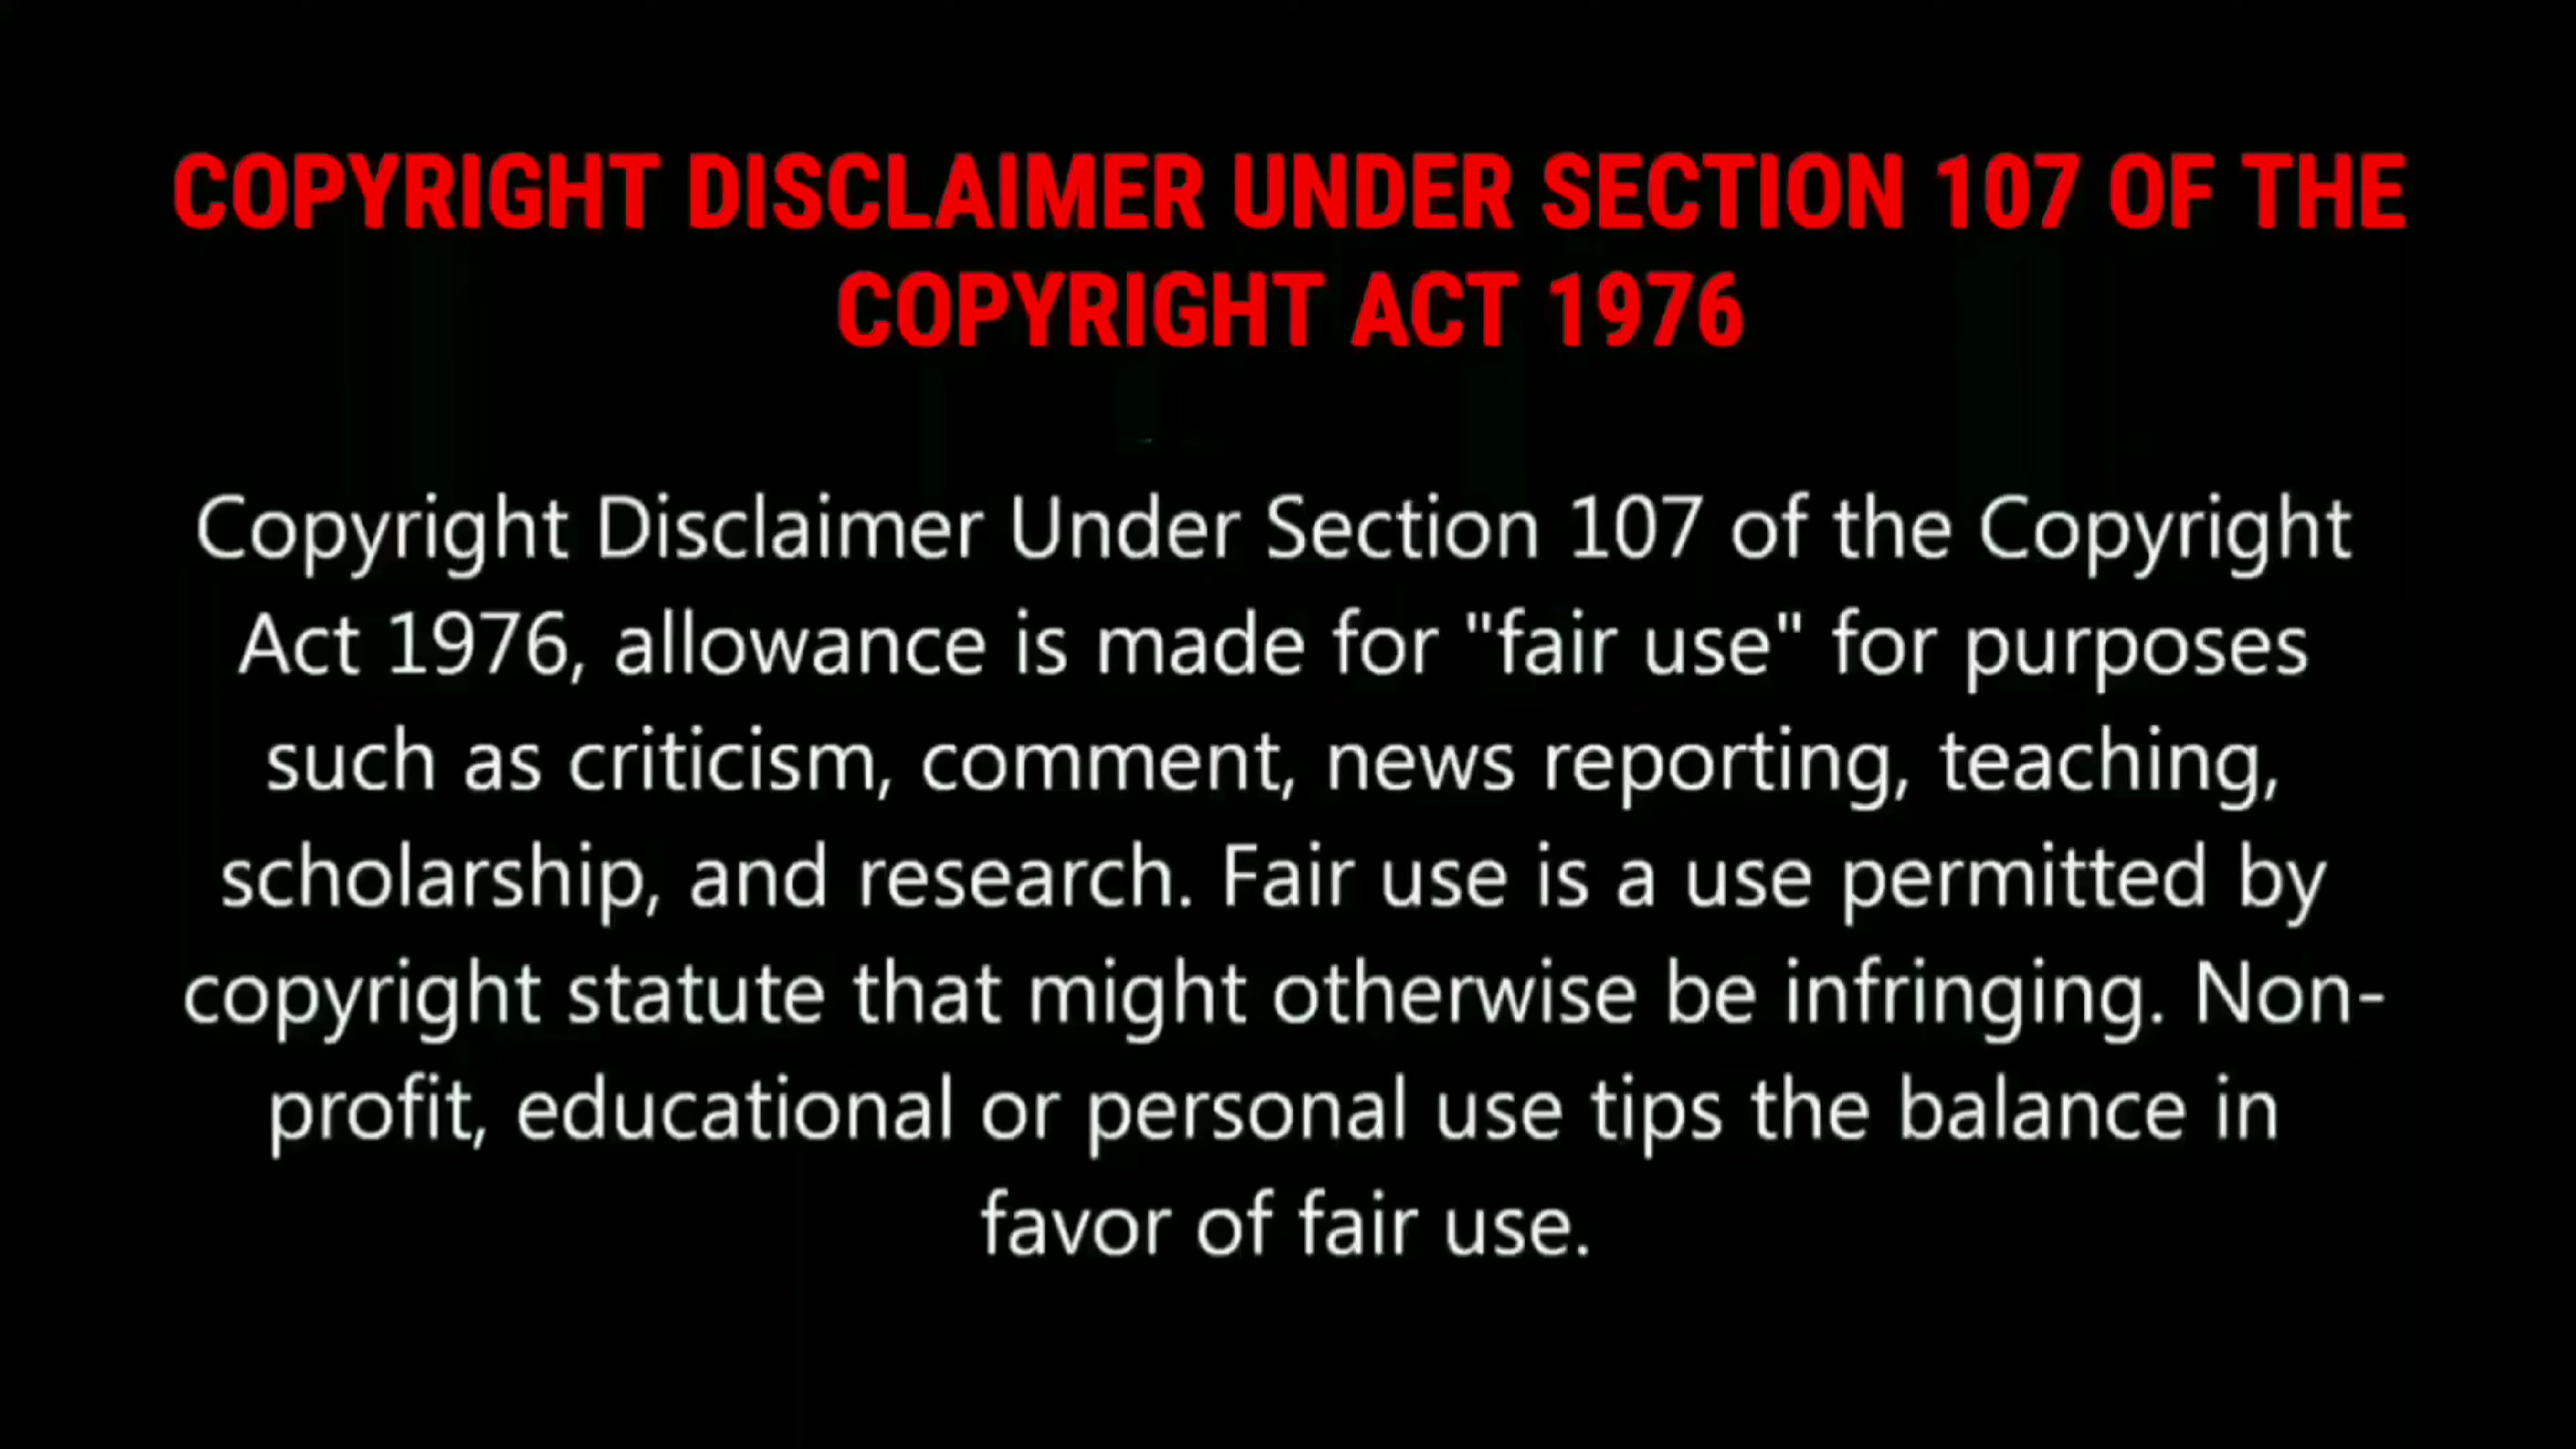 COPYRIGHT DISCLAIMER UNDER SECTION 107 OF THE
COPYRIGHT ACT 1976
Copyright Disclaimer Under Section 107 of the Copyright
Act 1976, allowance is made for "fair use" for purposes
such as criticism, comment, news reporting, teaching,
scholarship, and research. Fair use is a use permitted by
copyright statute that might otherwise be infringing. Non-
profit, educational or personal use tips the balance in
favor of fair use.